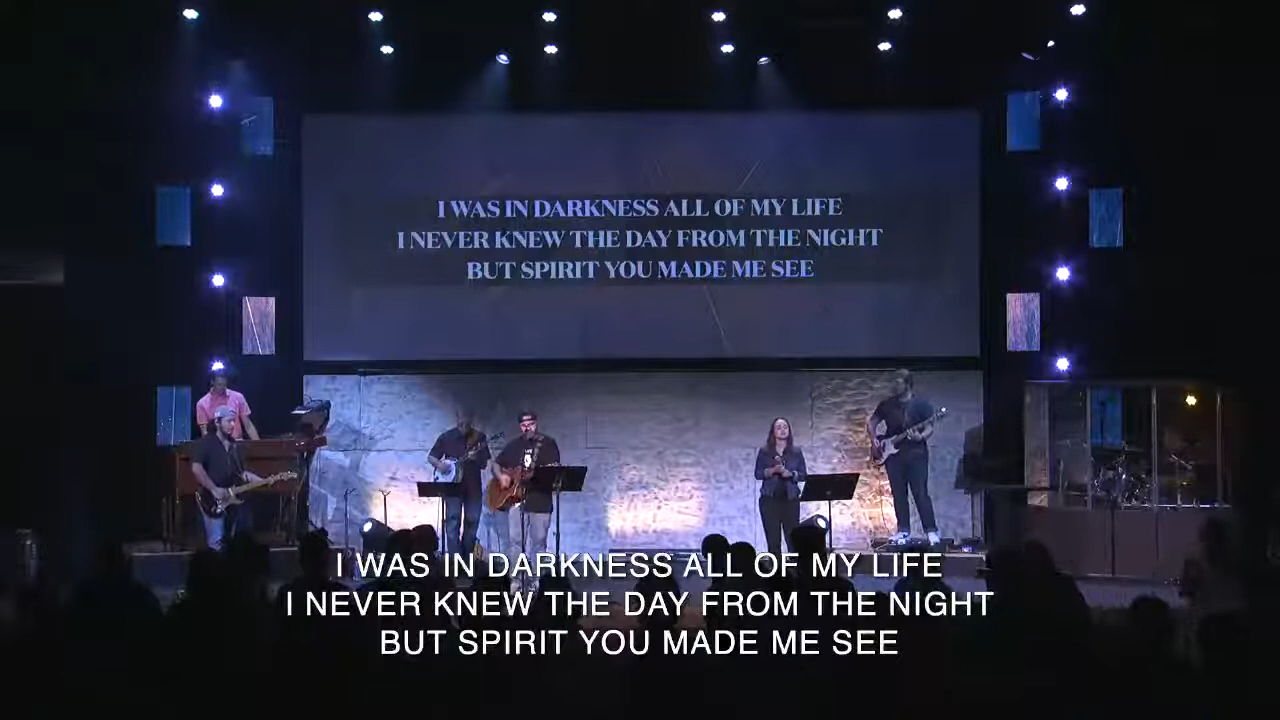 I WAS IN DARKNESS ALL OF MY LIFE
I NEVER KNEW THE DAY FROM THE NIGHT
BUT SPIRIT YOU MADE ME SEE
I WAS IN DARKNESS ALL OF MY LIFE
I NEVER KNEW THE DAY FROM THE NIGHT
BUT SPIRIT YOU MADE ME SEE